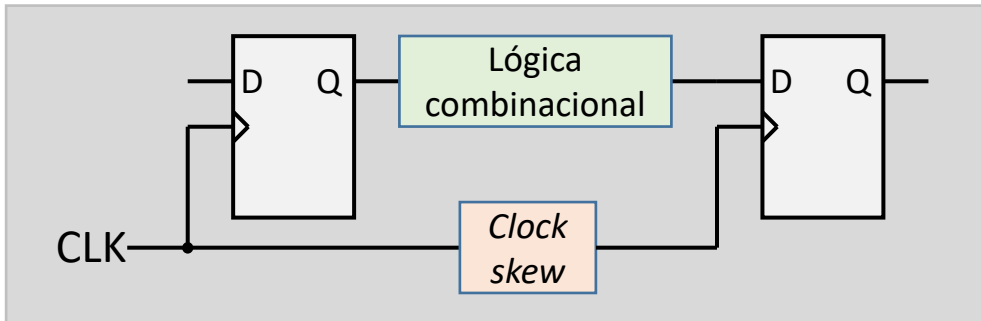 D Q
Lógica
combinacional
D Q
CLK
Clock
skew